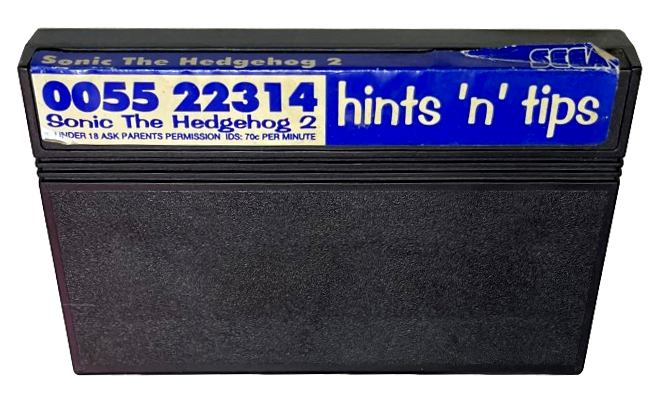 Sonic The Hedgehog 2 SEGA
0055 22314
Sonic The Hedgehog 2
UNDER 18 ASK PARENTS PERMISSION IDS: 70c PER MINUTE
hints 'n' tips